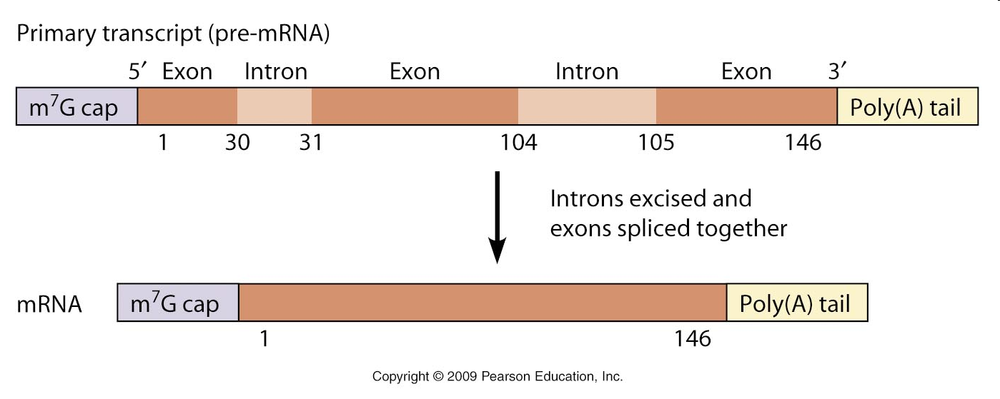 Primary transcript (pre-mRNA)
5′ Exon Intron Exon Intron Exon 3′
m⁷G cap Poly(A) tail
1 30 31 104 105 146
Introns excised and
exons spliced together
mRNA m⁷G cap Poly(A) tail
1 146
Copyright © 2009 Pearson Education, Inc.